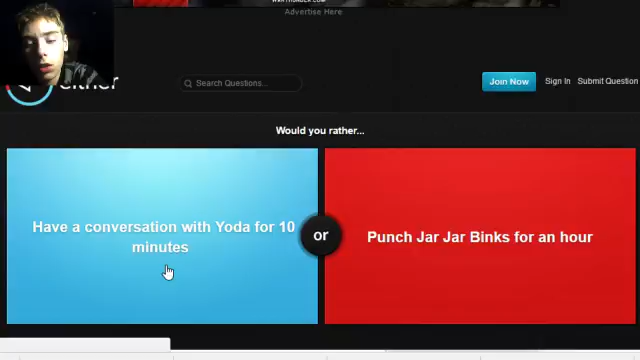 Advertise Here
either
Search Questions...
Join Now
Sign In
Submit Question
Would you rather...
Have a conversation with Yoda for 10
minutes
or
Punch Jar Jar Binks for an hour